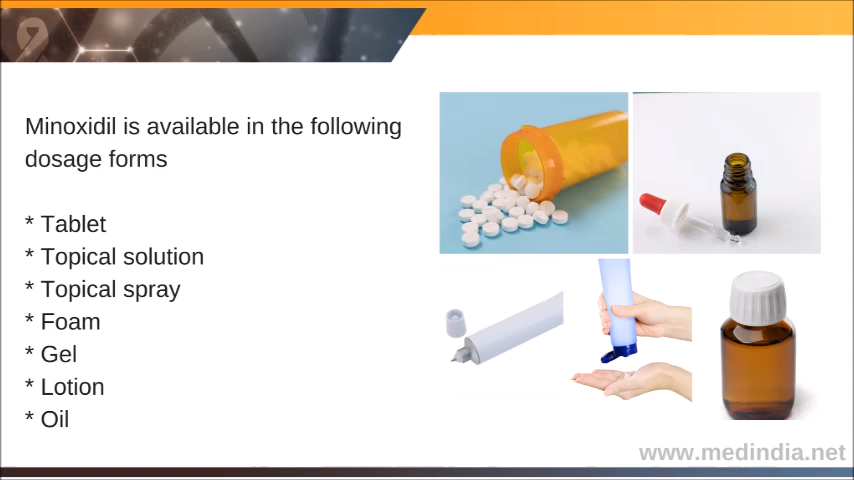 Minoxidil is available in the following
dosage forms
* Tablet
* Topical solution
* Topical spray
* Foam
* Gel
* Lotion
* Oil
www.medindia.net